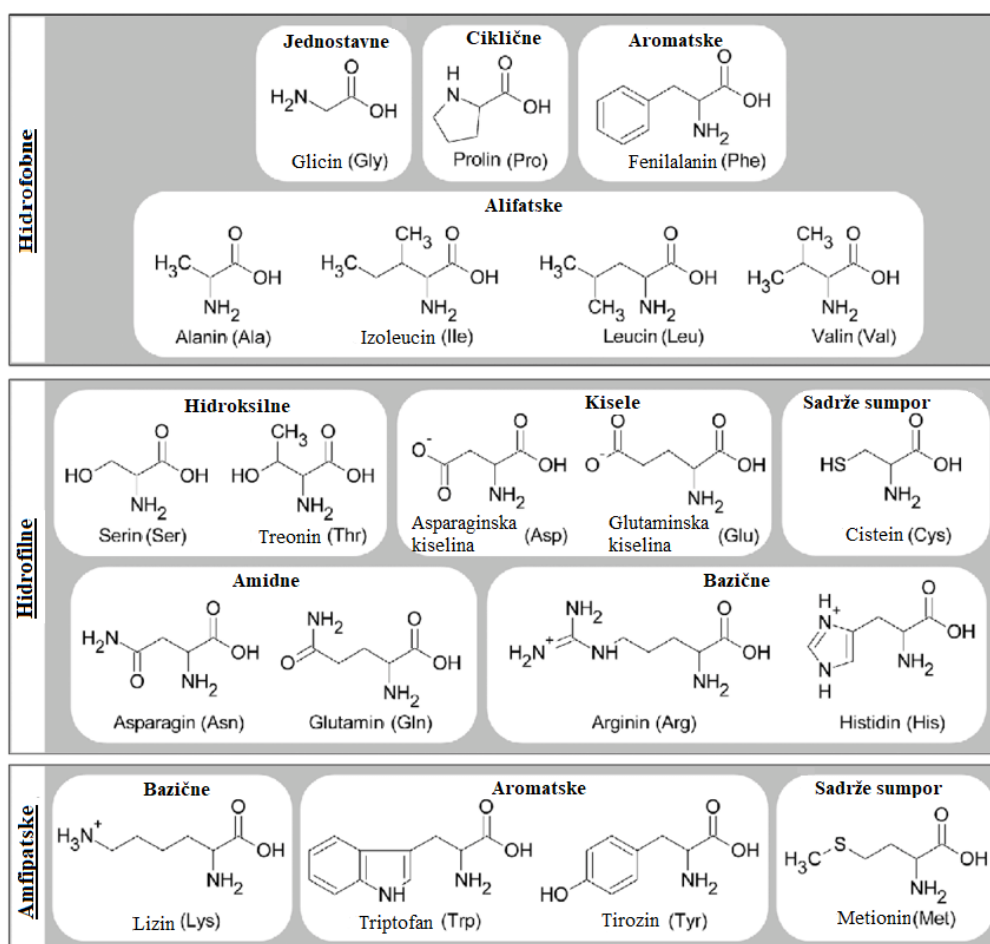 Hidrofobne
Jednostavne
H₂N
O
OH
Glicin (Gly)
Ciklične
H
N
O
OH
Prolin (Pro)
Aromatske
O
OH
NH₂
Fenilalanin (Phe)
Alifatske
O
H₃C
OH
NH₂
Alanin (Ala)
CH₃ O
OH
H₃C
NH₂
Izoleucin (Ile)
O
H₃C
OH
CH₃ NH₂
Leucin (Leu)
CH₃
O
H₃C
OH
NH₂
Valin (Val)
Hidrofilne
Hidroksilne
O
HO
OH
NH₂
Serin (Ser)
CH₃ O
HO
OH
NH₂
Treonin (Thr)
Kisele
O
O⁻
OH
O
NH₂
Asparaginska
kiselina (Asp)
O
O
O⁻
OH
NH₂
Glutaminska
kiselina (Glu)
Sadrže sumpor
O
HS
OH
NH₂
Cistein (Cys)
Amidne
O
H₂N
OH
O
NH₂
Asparagin (Asn)
NH₂
O
O
OH
NH₂
Glutamin (Gln)
Bazične
NH₂
O
H₂N
+
NH
OH
NH₂
Arginin (Arg)
H
N+
O
OH
NH₂
N
H
Histidin (His)
Amfipatske
Bazične
O
H₃N⁺
OH
NH₂
Lizin (Lys)
Aromatske
O
OH
NH₂
NH
Triptofan (Trp)
O
OH
NH₂
HO
Tirozin (Tyr)
Sadrže sumpor
O
S
H₃C
OH
NH₂
Metionin(Met)